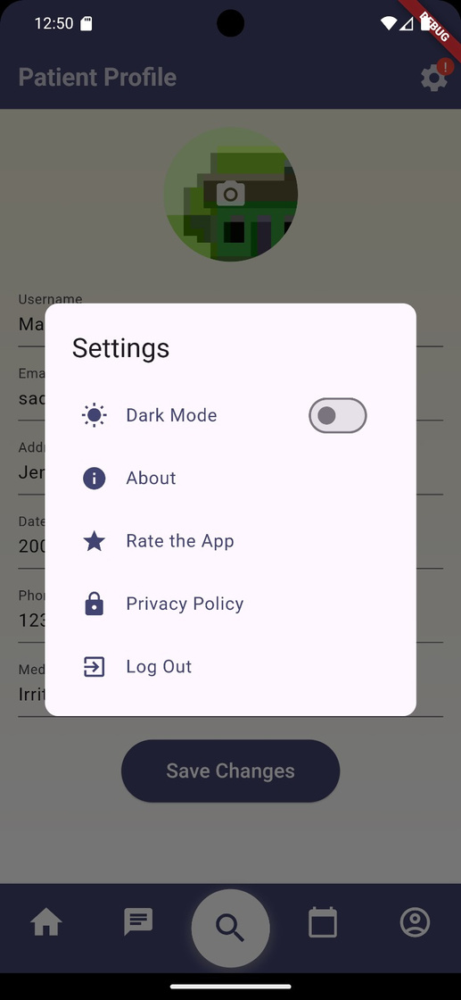 12:50
DEBUG
Patient Profile
!
Username
Ma
Settings
Ema
sad
Dark Mode
Addr
Jer
About
Date
200
Rate the App
Phon
123
Privacy Policy
Med
Irrit
Log Out
Save Changes